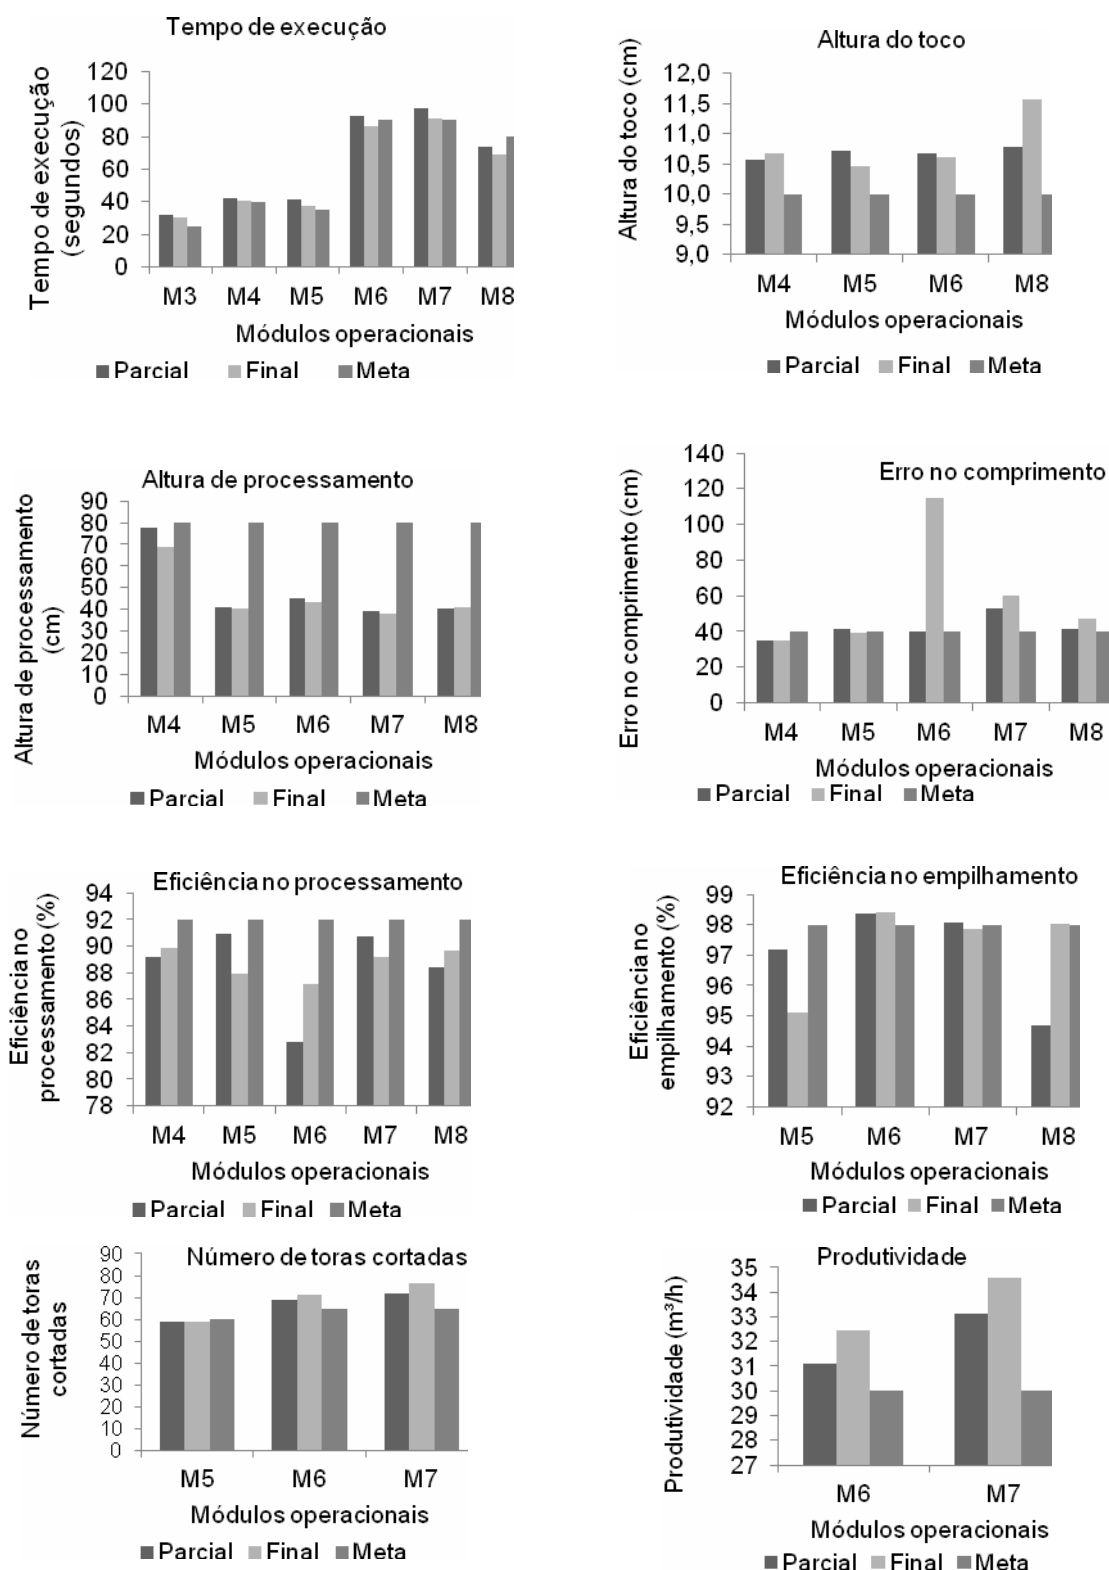 Tempo de execução
Tempo de execução
(segundos)
120
100
80
60
40
20
0
M3 M4 M5 M6 M7 M8
Módulos operacionais
Parcial Final Meta
Altura do toco
Altura do toco (cm)
12,0
11,5
11,0
10,5
10,0
9,5
9,0
M4 M5 M6 M8
Módulos operacionais
Parcial Final Meta
Altura de processamento
Altura de processamento
(cm)
90
80
70
60
50
40
30
20
10
0
M4 M5 M6 M7 M8
Módulos operacionais
Parcial Final Meta
Erro no comprimento
Erro no comprimento (cm)
140
120
100
80
60
40
20
0
M4 M5 M6 M7 M8
Módulos operacionais
Parcial Final Meta
Eficiência no processamento
Eficiência no
processamento (%)
94
92
90
88
86
84
82
80
78
M4 M5 M6 M7 M8
Módulos operacionais
Parcial Final Meta
Eficiência no empilhamento
Eficiência no
empilhamento (%)
99
98
97
96
95
94
93
92
M5 M6 M7 M8
Módulos operacionais
Parcial Final Meta
Número de toras cortadas
Número de toras
cortadas
90
80
70
60
50
40
30
20
10
0
M5 M6 M7
Módulos operacionais
Parcial Final Meta
Produtividade
Produtividade (m³/h)
35
34
33
32
31
30
29
28
27
M6 M7
Módulos operacionais
Parcial Final Meta